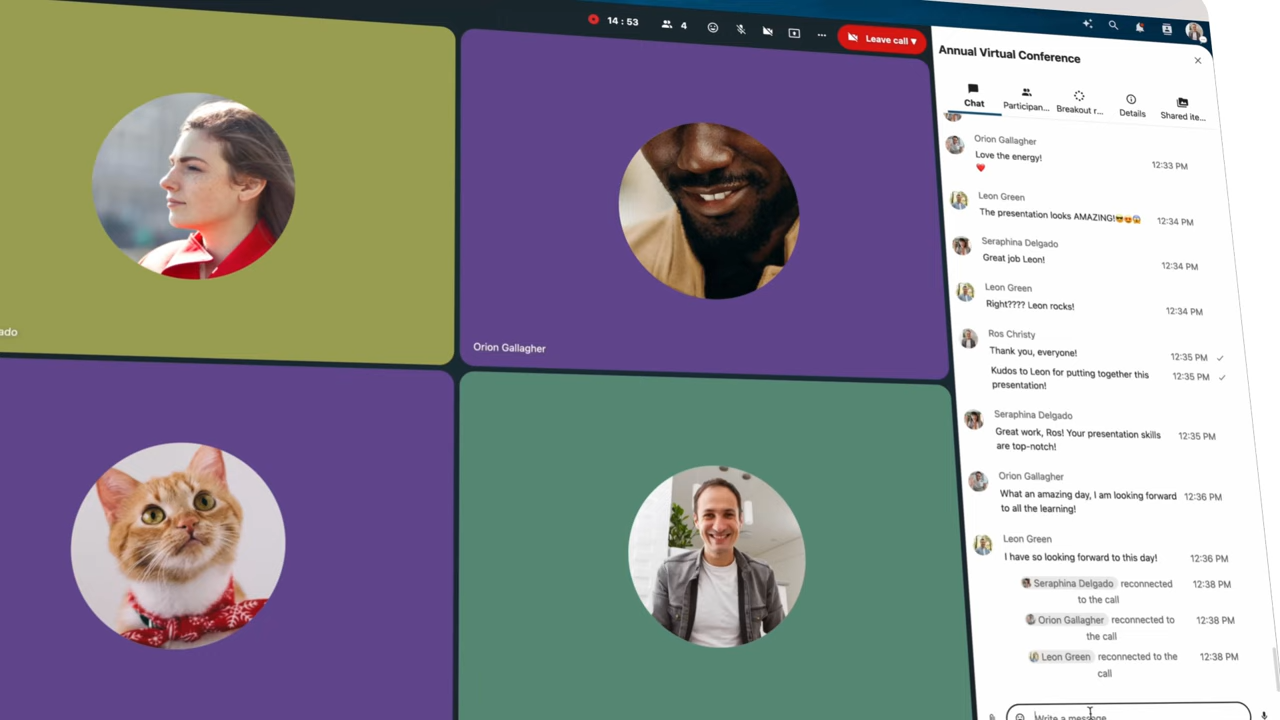 14 : 53
4
Leave call
Annual Virtual Conference
Chat
Participan...
Breakout r...
Details
Shared ite...
Orion Gallagher
Love the energy!
❤️
12:33 PM
Leon Green
The presentation looks AMAZING!😎😍😱
12:34 PM
Seraphina Delgado
Great job Leon!
12:34 PM
Leon Green
Right???? Leon rocks!
12:34 PM
Ros Christy
Thank you, everyone!
12:35 PM
Kudos to Leon for putting together this
presentation!
12:35 PM
Seraphina Delgado
Great work, Ros! Your presentation skills
are top-notch!
12:35 PM
Orion Gallagher
What an amazing day, I am looking forward
to all the learning!
12:36 PM
Leon Green
I have so looking forward to this day!
12:36 PM
Seraphina Delgado reconnected
to the call
12:38 PM
Orion Gallagher reconnected to
the call
12:38 PM
Leon Green reconnected to the
call
12:38 PM
Write a message
ado
Orion Gallagher